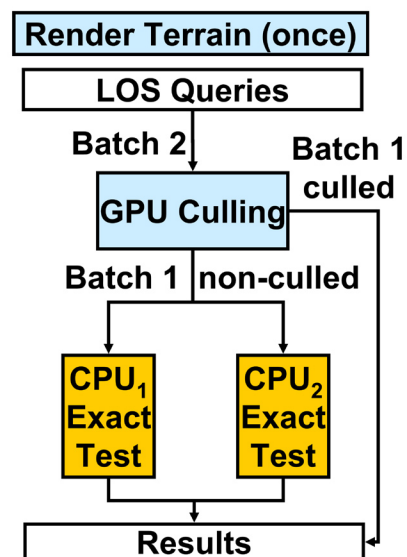 Render Terrain (once)
LOS Queries
Batch 2
Batch 1
culled
GPU Culling
Batch 1 non-culled
CPU1
Exact
Test
CPU2
Exact
Test
Results